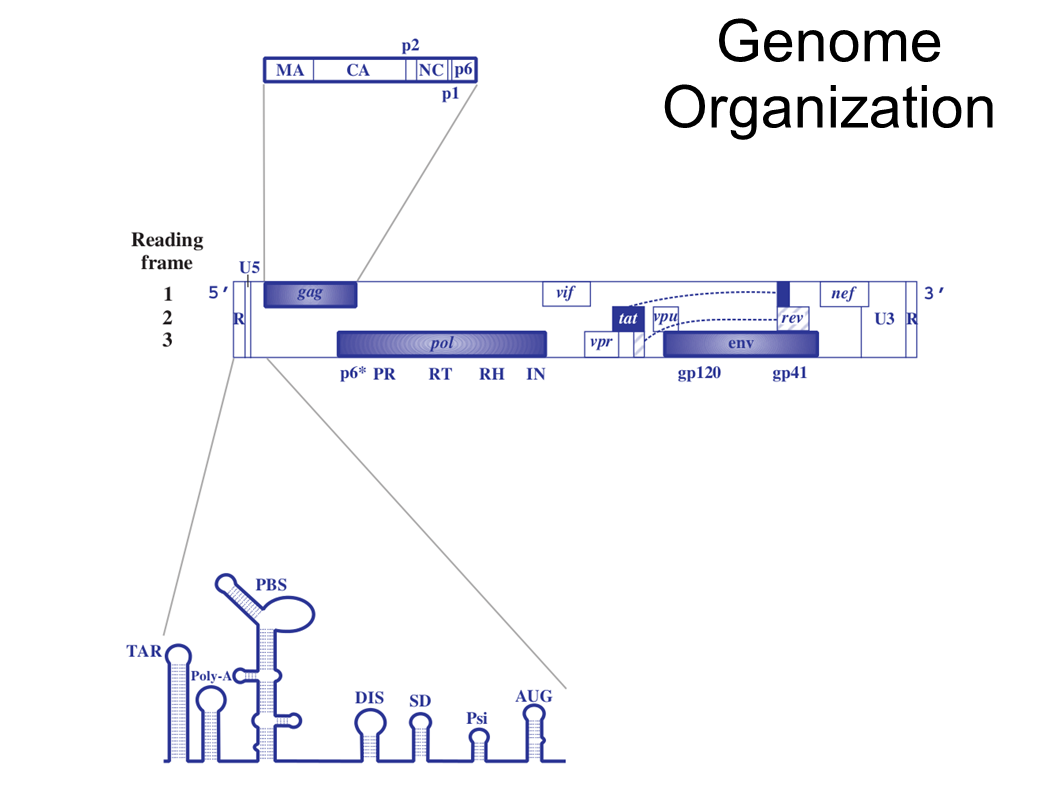 Genome
Organization
p2
MA CA NC p6
p1
Reading
frame
U5
1 5’ gag vif nef 3’
2 R tat vpu rev U3 R
3 pol vpr env
p6* PR RT RH IN gp120 gp41
PBS
TAR
Poly-A
DIS SD AUG
Psi